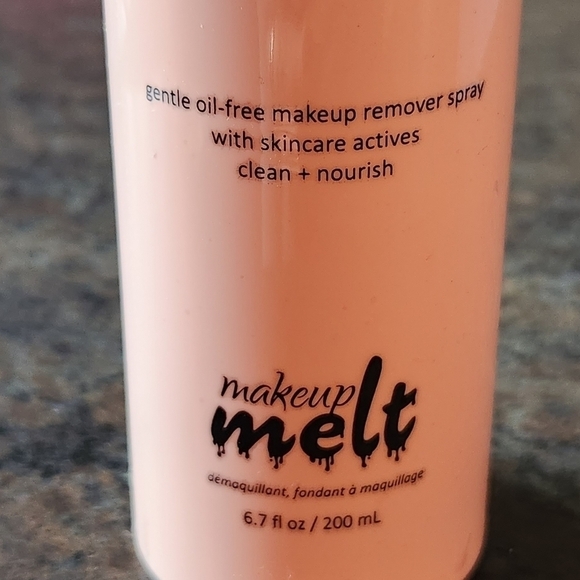 gentle oil-free makeup remover spray
with skincare actives
clean + nourish
makeup
melt
démaquillant, fondant à maquillage
6.7 fl oz / 200 mL